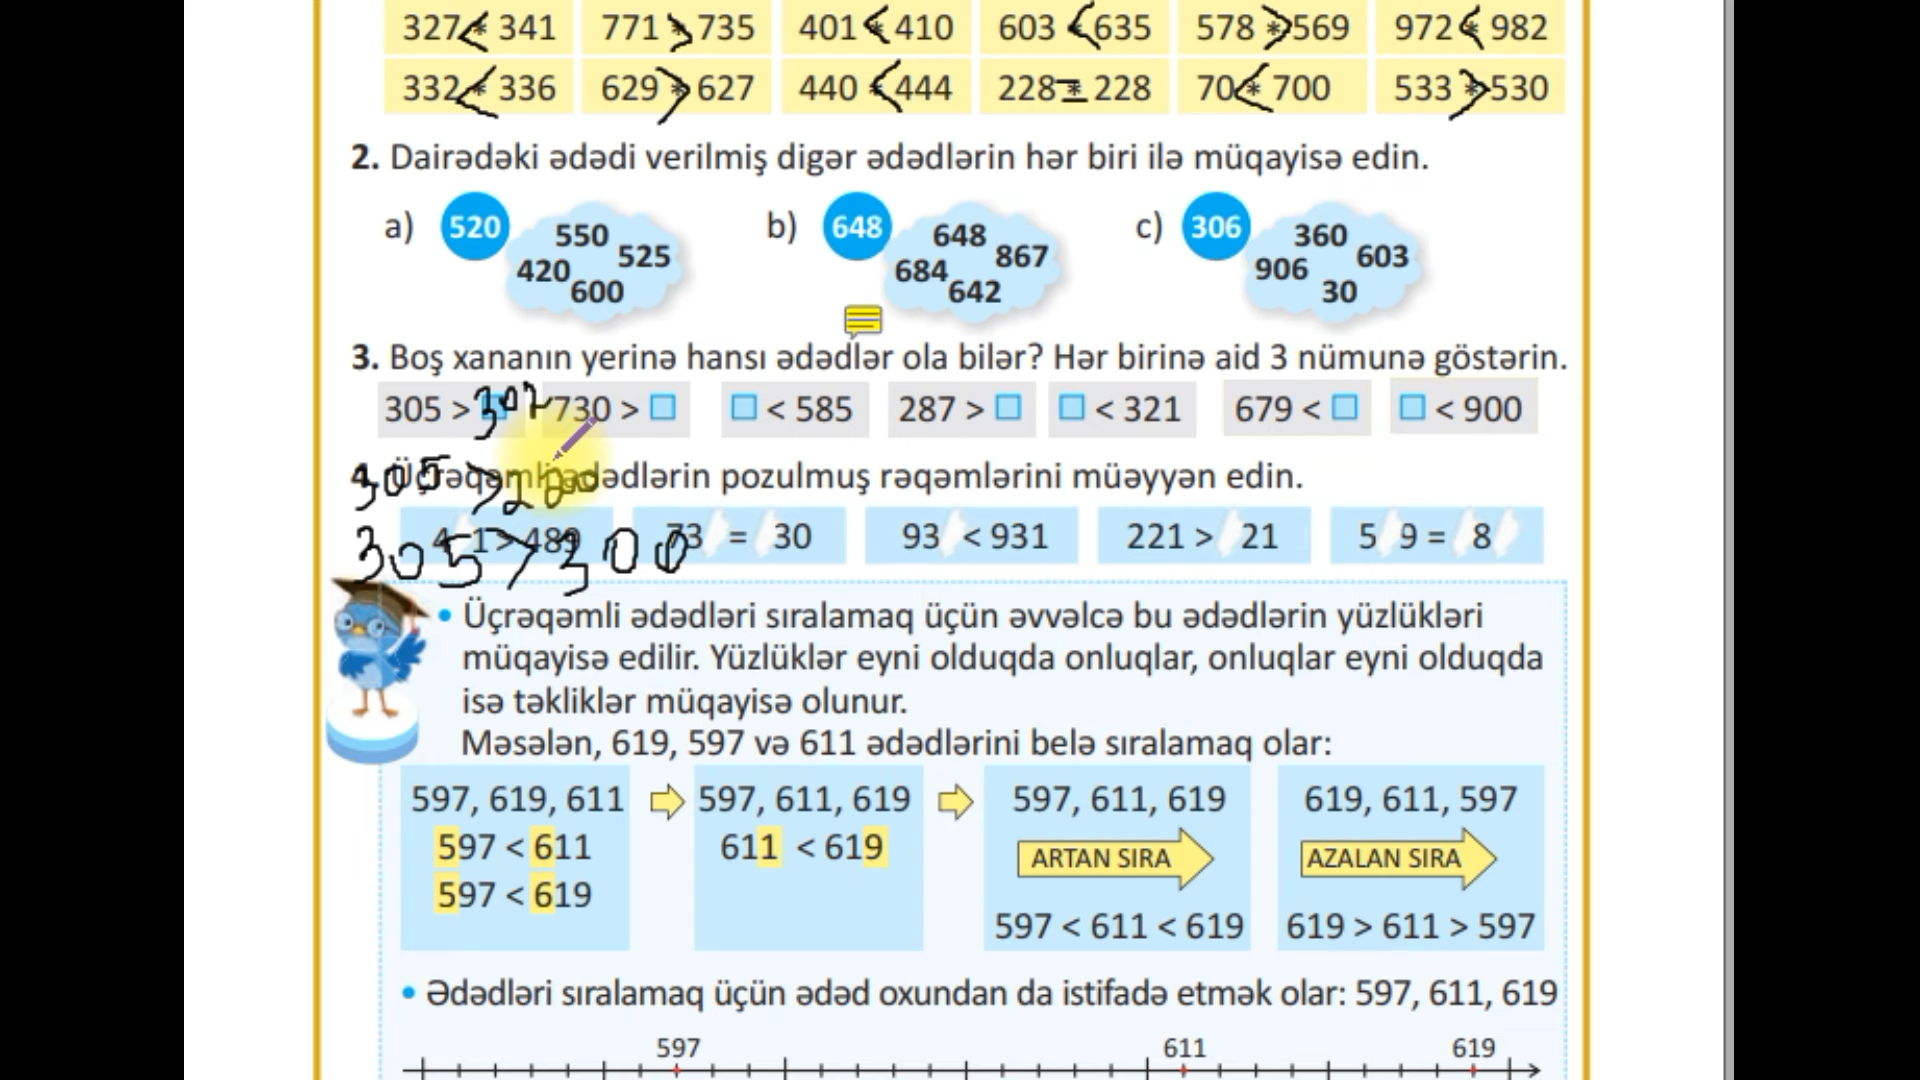 327 < 341 771 > 735 401 < 410 603 < 635 578 > 569 972 < 982
332 < 336 629 > 627 440 < 444 228 = 228 70 < 700 533 > 530
2. Dairədəki ədədi verilmiş digər ədədlərin hər biri ilə müqayisə edin.
a) 520 550 525 420 600 b) 648 648 867 684 642 c) 306 360 603 906 30
3. Boş xananın yerinə hansı ədədlər ola bilər? Hər birinə aid 3 nümunə göstərin.
305 > 730 > □ □ < 585 287 > □ □ < 321 679 < □ □ < 900
4. Üçrəqəmli ədədlərin pozulmuş rəqəmlərini müəyyən edin.
305 > 200
4 1 > 489 73 = 30 93 < 931 221 > 21 5 9 = 8
305 > 300
• Üçrəqəmli ədədləri sıralamaq üçün əvvəlcə bu ədədlərin yüzlükləri
müqayisə edilir. Yüzlüklər eyni olduqda onluqlar, onluqlar eyni olduqda
isə təkliklər müqayisə olunur.
Məsələn, 619, 597 və 611 ədədlərini belə sıralamaq olar:
597, 619, 611 597, 611, 619 597, 611, 619 619, 611, 597
597 < 611 611 < 619 ARTAN SIRA AZALAN SIRA
597 < 619
597 < 611 < 619 619 > 611 > 597
• Ədədləri sıralamaq üçün ədəd oxundan da istifadə etmək olar: 597, 611, 619
597 611 619